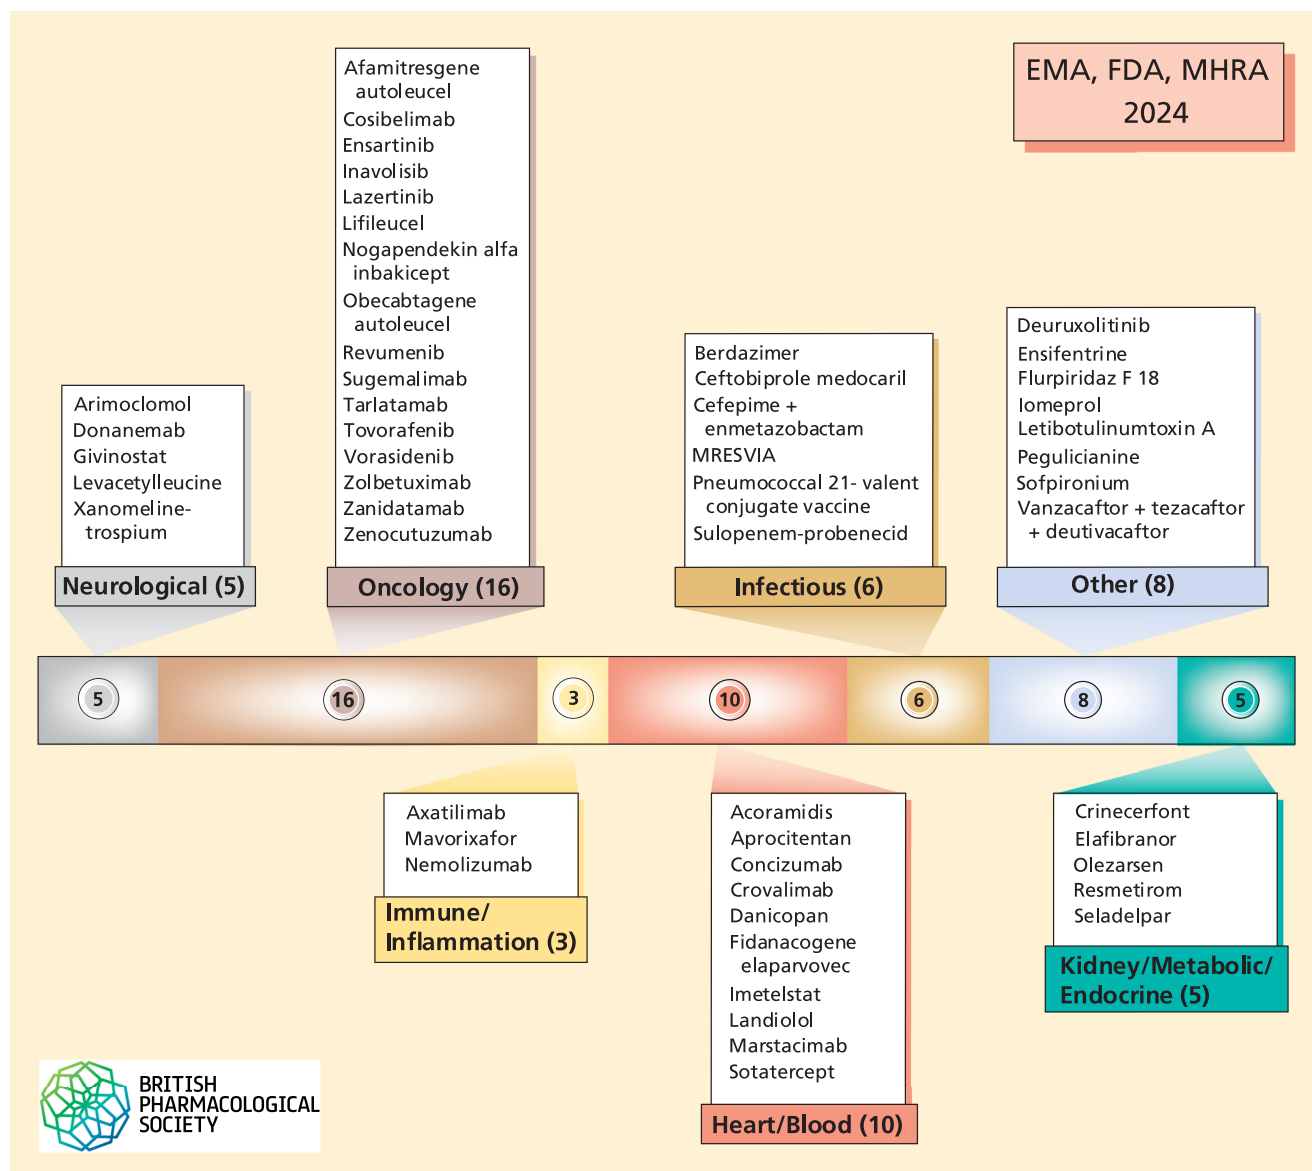 EMA, FDA, MHRA
2024
Afamitresgene
autoleucel
Cosibelimab
Ensartinib
Inavolisib
Lazertinib
Lifileucel
Nogapendekin alfa
inbakicept
Obecabtagene
autoleucel
Revumenib
Sugemalimab
Tarlatamab
Tovorafenib
Vorasidenib
Zolbetuximab
Zanidatamab
Zenocutuzumab
Oncology (16)
Arimoclomol
Donanemab
Givinostat
Levacetylleucine
Xanomeline-
trospium
Neurological (5)
Berdazimer
Ceftobiprole medocaril
Cefepime +
enmetazobactam
MRESVIA
Pneumococcal 21- valent
conjugate vaccine
Sulopenem-probenecid
Infectious (6)
Deuruxolitinib
Ensifentrine
Flurpiridaz F 18
Iomeprol
Letibotulinumtoxin A
Pegulicianine
Sofpironium
Vanzacaftor + tezacaftor
+ deutivacaftor
Other (8)
5
16
3
10
6
8
5
Axatilimab
Mavorixafor
Nemolizumab
Immune/
Inflammation (3)
Acoramidis
Aprocitentan
Concizumab
Crovalimab
Danicopan
Fidanacogene
elaparvovec
Imetelstat
Landiolol
Marstacimab
Sotatercept
Heart/Blood (10)
Crinecerfont
Elafibranor
Olezarsen
Resmetirom
Seladelpar
Kidney/Metabolic/
Endocrine (5)
BRITISH
PHARMACOLOGICAL
SOCIETY